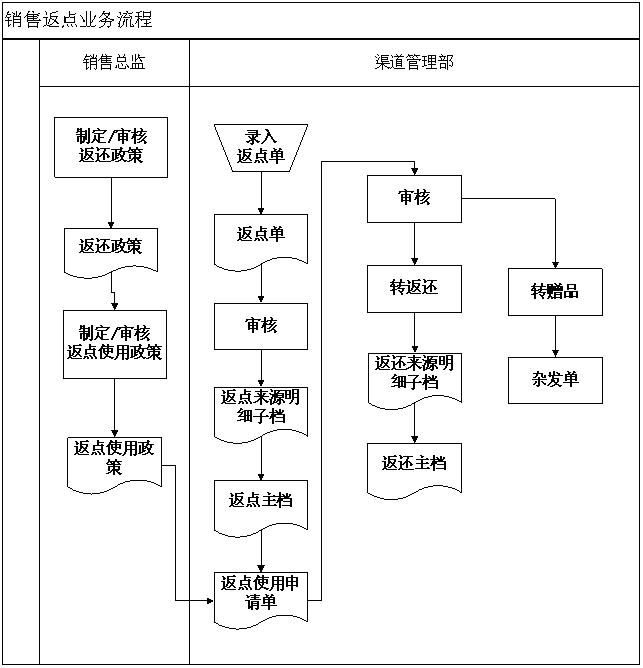 销售返点业务流程
销售总监
渠道管理部
制定/审核
返还政策
返还政策
制定/审核
返点使用政策
返点使用政
策
录入
返点单
返点单
审核
返点来源明
细子档
返点主档
返点使用申
请单
审核
转返还
返还来源明
细子档
返还主档
转赠品
杂发单